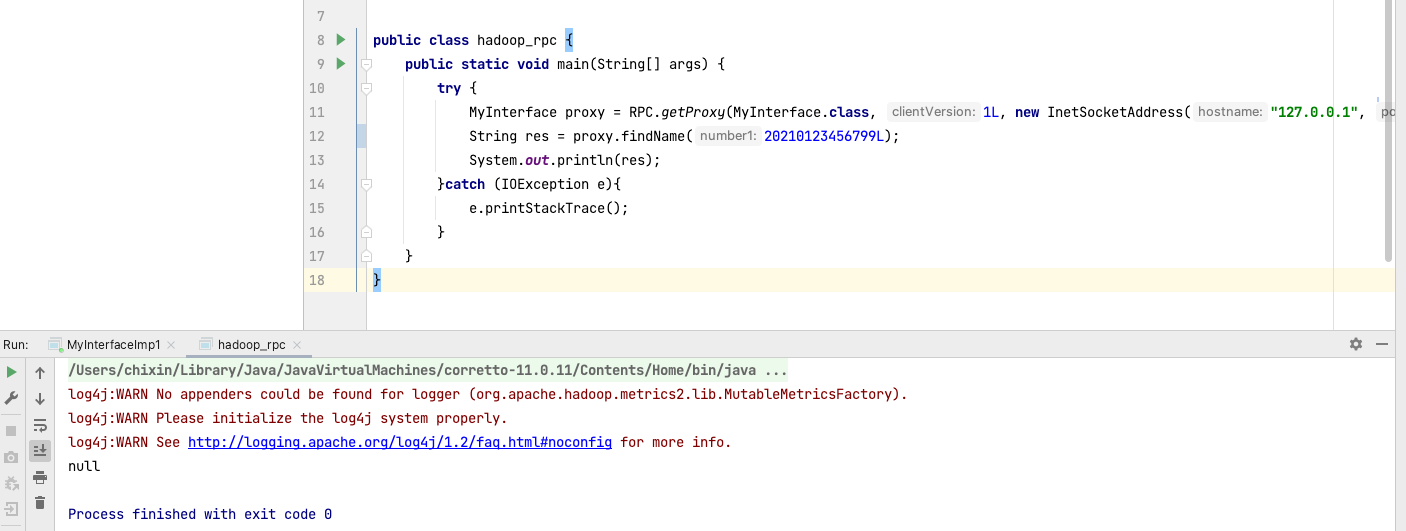 7
8 public class hadoop_rpc {
9 public static void main(String[] args) {
10 try {
11 MyInterface proxy = RPC.getProxy(MyInterface.class, clientVersion: 1L, new InetSocketAddress( hostname: "127.0.0.1",
12 String res = proxy.findName( number1: 20210123456799L);
13 System.out.println(res);
14 }catch (IOException e){
15 e.printStackTrace();
16 }
17 }
18 }
Run: MyInterfaceImp1 hadoop_rpc
/Users/chixin/Library/Java/JavaVirtualMachines/corretto-11.0.11/Contents/Home/bin/java ...
log4j:WARN No appenders could be found for logger (org.apache.hadoop.metrics2.lib.MutableMetricsFactory).
log4j:WARN Please initialize the log4j system properly.
log4j:WARN See http://logging.apache.org/log4j/1.2/faq.html#noconfig for more info.
null
Process finished with exit code 0